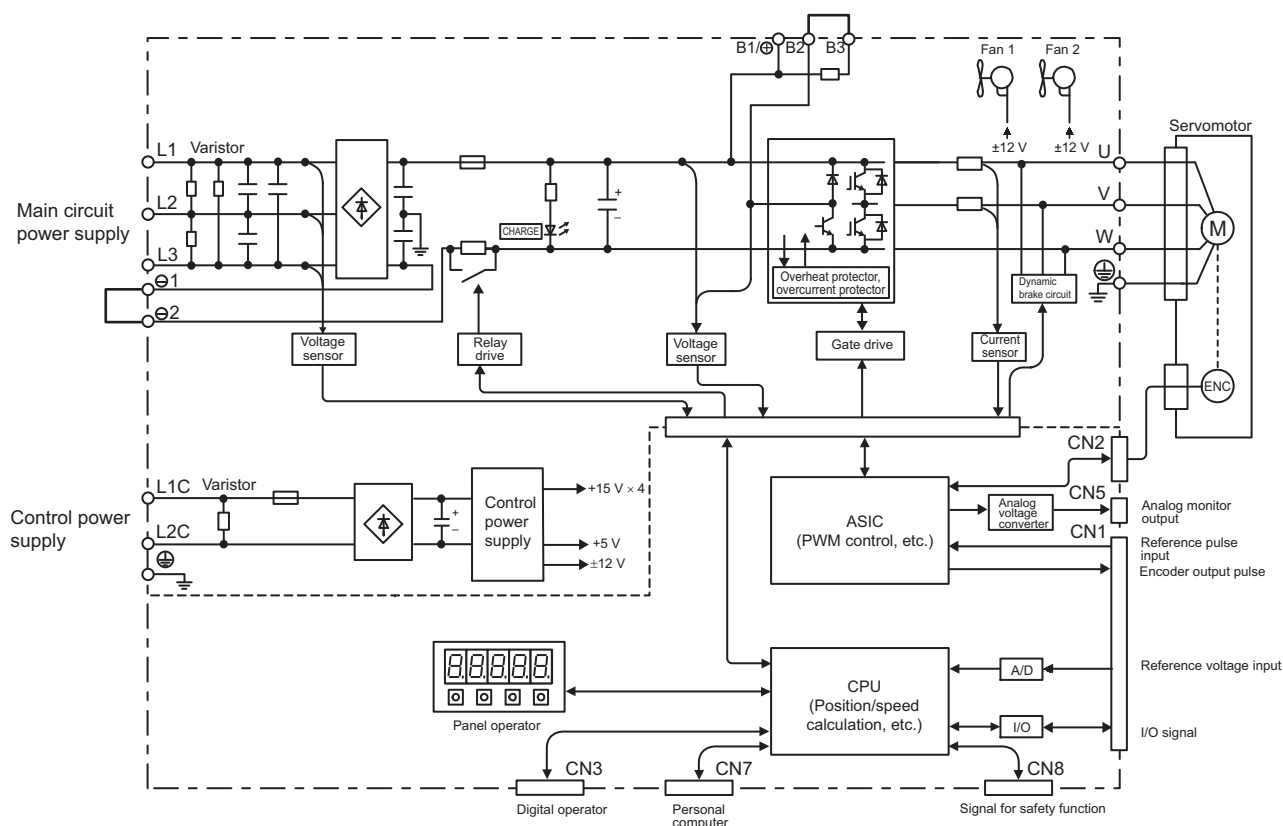 B1/⊕ B2 B3
Fan 1 Fan 2
±12 V ±12 V
Servomotor
L1 Varistor
L2
L3
⊖1
⊖2
Main circuit
power supply
CHARGE
+
–
Overheat protector,
overcurrent protector
U
V
W
M
Dynamic
brake circuit
Voltage
sensor
Relay
drive
Voltage
sensor
Gate drive
Current
sensor
ENC
CN2
L1C Varistor
L2C
Control power
supply
+
–
Control
power
supply
+15 V × 4
+5 V
±12 V
ASIC
(PWM control, etc.)
Analog
voltage
converter
CN5
Analog monitor
output
CN1
Reference pulse
input
Encoder output pulse
8.8.8.8.8.
Panel operator
CPU
(Position/speed
calculation, etc.)
A/D
Reference voltage input
I/O
I/O signal
CN3
Digital operator
CN7
Personal
computer
CN8
Signal for safety function